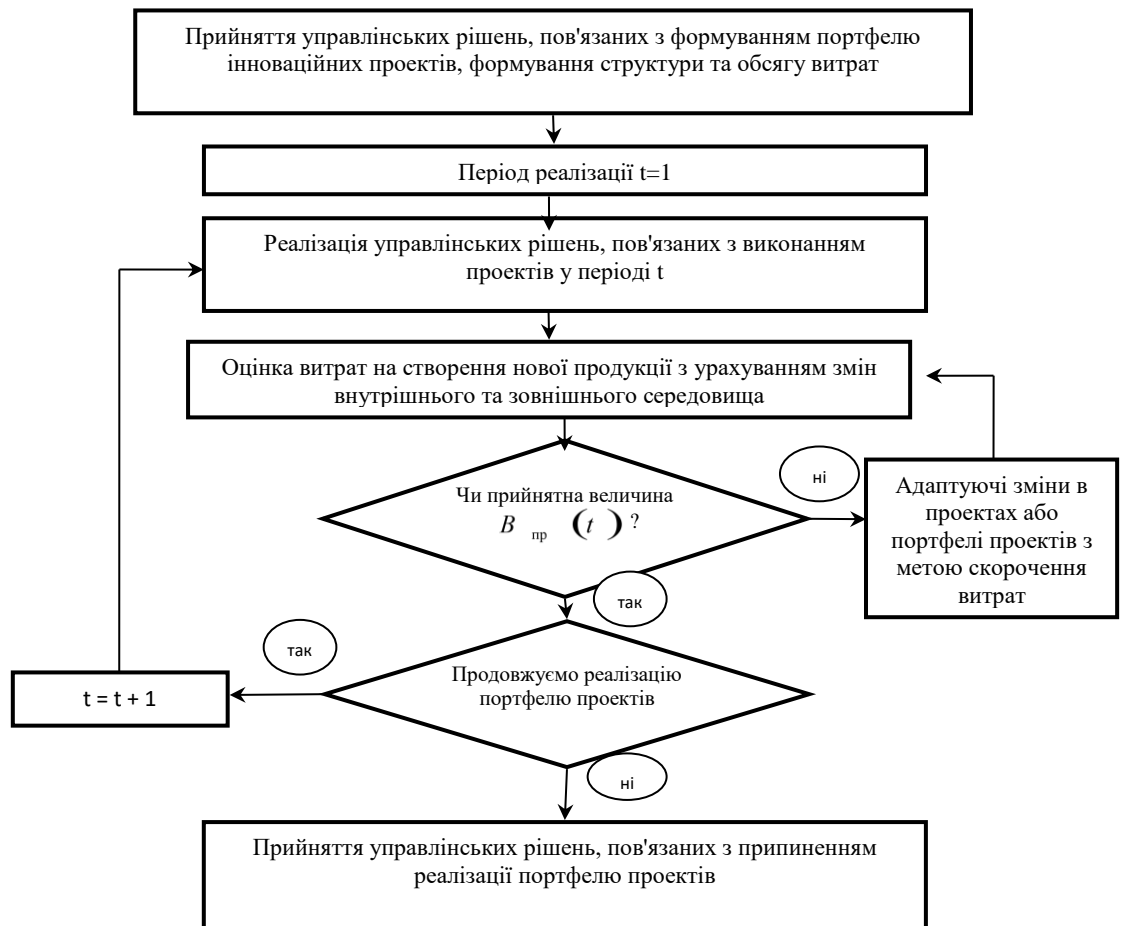 Прийняття управлінських рішень, пов'язаних з формуванням портфелю
інноваційних проектів, формування структури та обсягу витрат
Період реалізації t=1
Реалізація управлінських рішень, пов'язаних з виконанням
проектів у періоді t
Оцінка витрат на створення нової продукції з урахуванням змін
внутрішнього та зовнішнього середовища
Чи прийнятна величина
B пр (t) ?
ні
Адаптуючі зміни в
проектах або
портфелі проектів з
метою скорочення
витрат
так
так
Продовжуємо реалізацію
портфелю проектів
t = t + 1
ні
Прийняття управлінських рішень, пов'язаних з припиненням
реалізації портфелю проектів